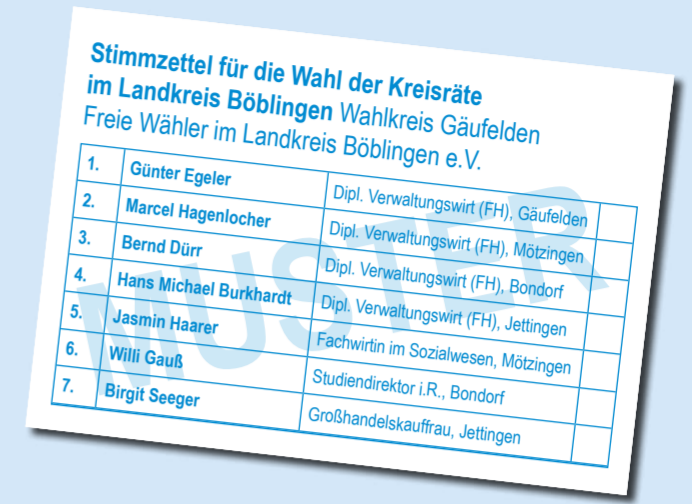 Stimmzettel für die Wahl der Kreisräte
im Landkreis Böblingen Wahlkreis Gäufelden
Freie Wähler im Landkreis Böblingen e.V.
1. Günter Egeler Dipl. Verwaltungswirt (FH), Gäufelden
2. Marcel Hagenlocher Dipl. Verwaltungswirt (FH), Mötzingen
3. Bernd Dürr Dipl. Verwaltungswirt (FH), Bondorf
4. Hans Michael Burkhardt Dipl. Verwaltungswirt (FH), Jettingen
5. Jasmin Haarer Fachwirtin im Sozialwesen, Mötzingen
6. Willi Gauß Studiendirektor i.R., Bondorf
7. Birgit Seeger Großhandelskauffrau, Jettingen
MUSTER